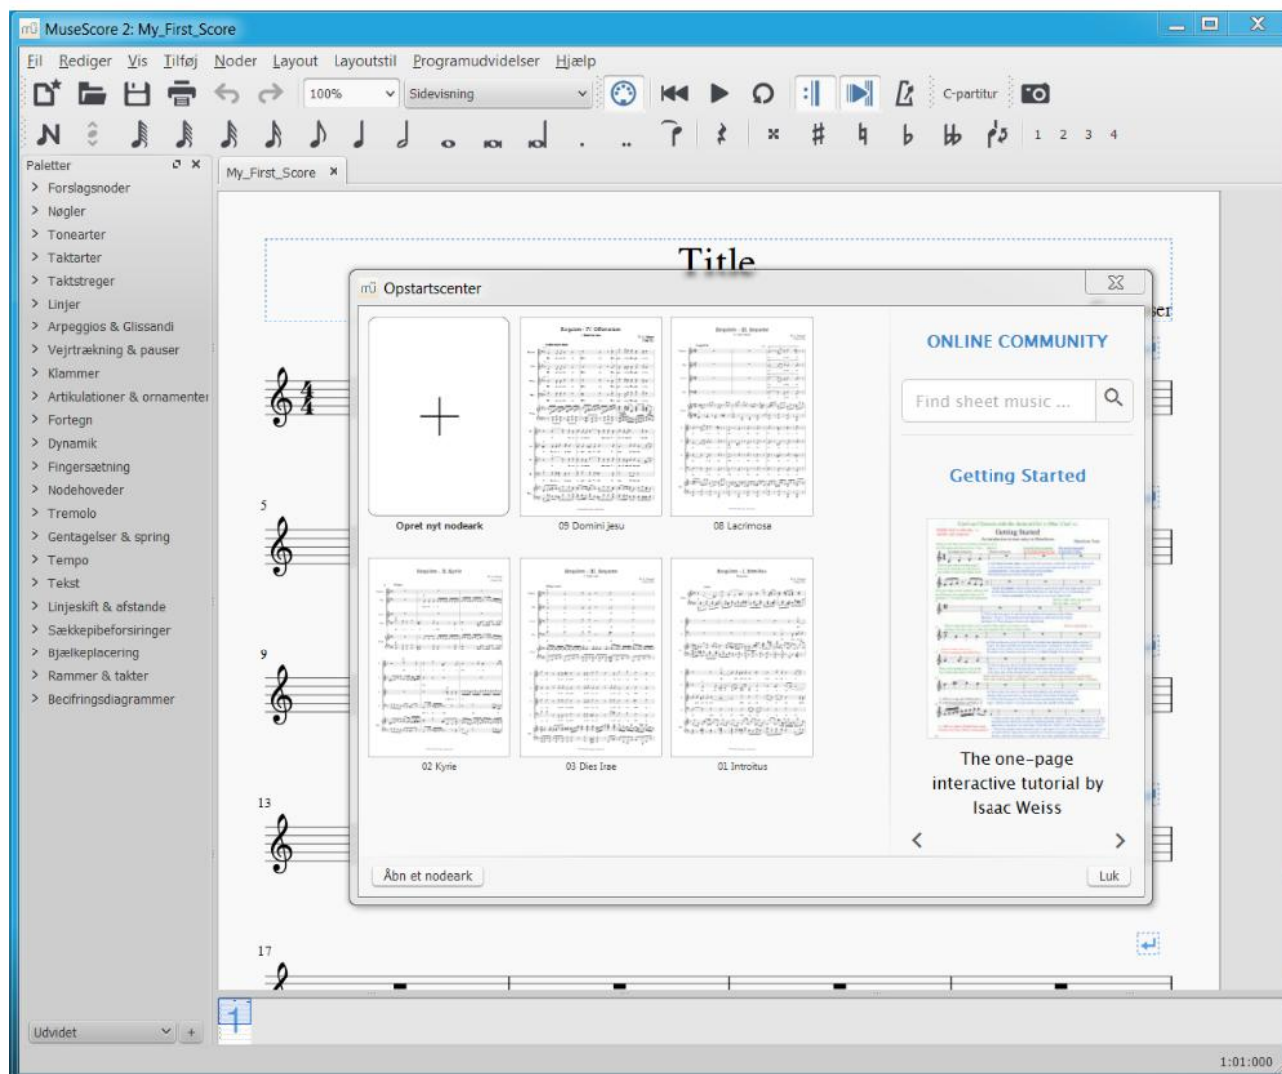 MuseScore 2: My_First_Score
Fil Rediger Vis Tilføj Noder Layout Layoutstil Programudvidelser Hjælp
100% Sidevisning C-partitur
1 2 3 4
Paletter
My_First_Score
Forslagsnoder
Nøgler
Tonearter
Taktarter
Taktstreger
Linjer
Arpeggios & Glissandi
Vejrtrækning & pauser
Klammer
Artikulationer & ornamenter
Fortegn
Dynamik
Fingersætning
Nodehoveder
Tremolo
Gentagelser & spring
Tempo
Tekst
Linjeskift & afstande
Sækkepibeforsiringer
Bjælkeplacering
Rammer & takter
Becifringsdiagrammer
Udvidet
Title
5
9
13
17
Opstartscenter
Opret nyt nodeark
09 Domini Jesu
08 Lacrimosa
02 Kyrie
03 Dies Irae
01 Introitus
ONLINE COMMUNITY
Find sheet music ...
Getting Started
Getting Started
The one-page
interactive tutorial by
Isaac Weiss
Åbn et nodeark
Luk
1
1:01:000